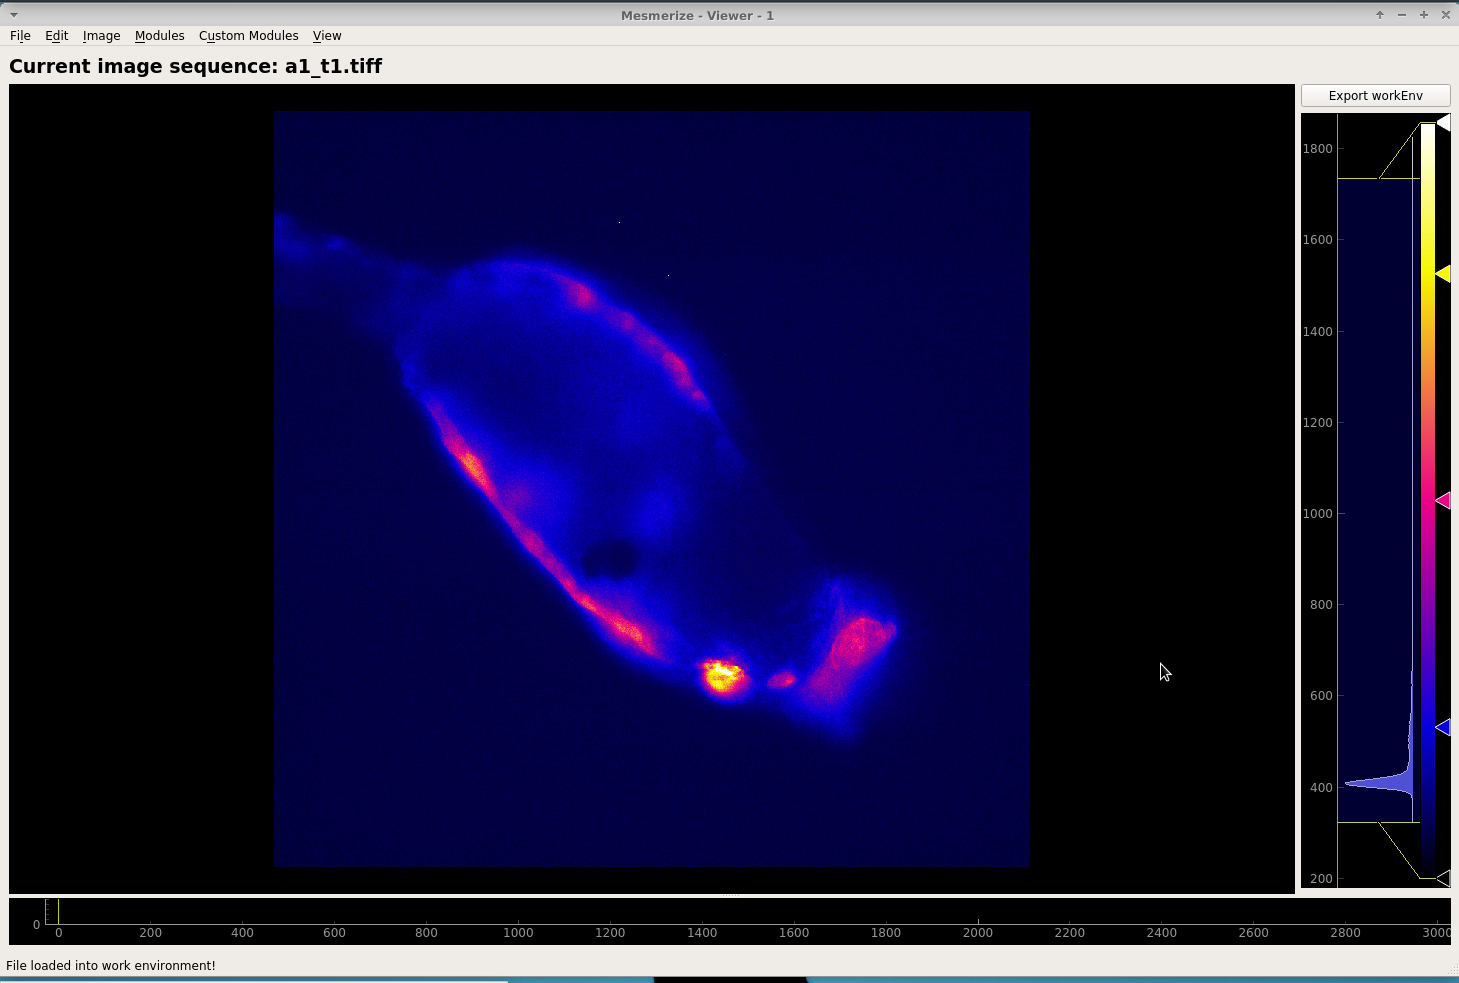 Mesmerize - Viewer - 1
File Edit Image Modules Custom Modules View
Current image sequence: a1_t1.tiff
Export workEnv
1800
1600
1400
1200
1000
800
600
400
200
0
0 200 400 600 800 1000 1200 1400 1600 1800 2000 2200 2400 2600 2800 3000
File loaded into work environment!